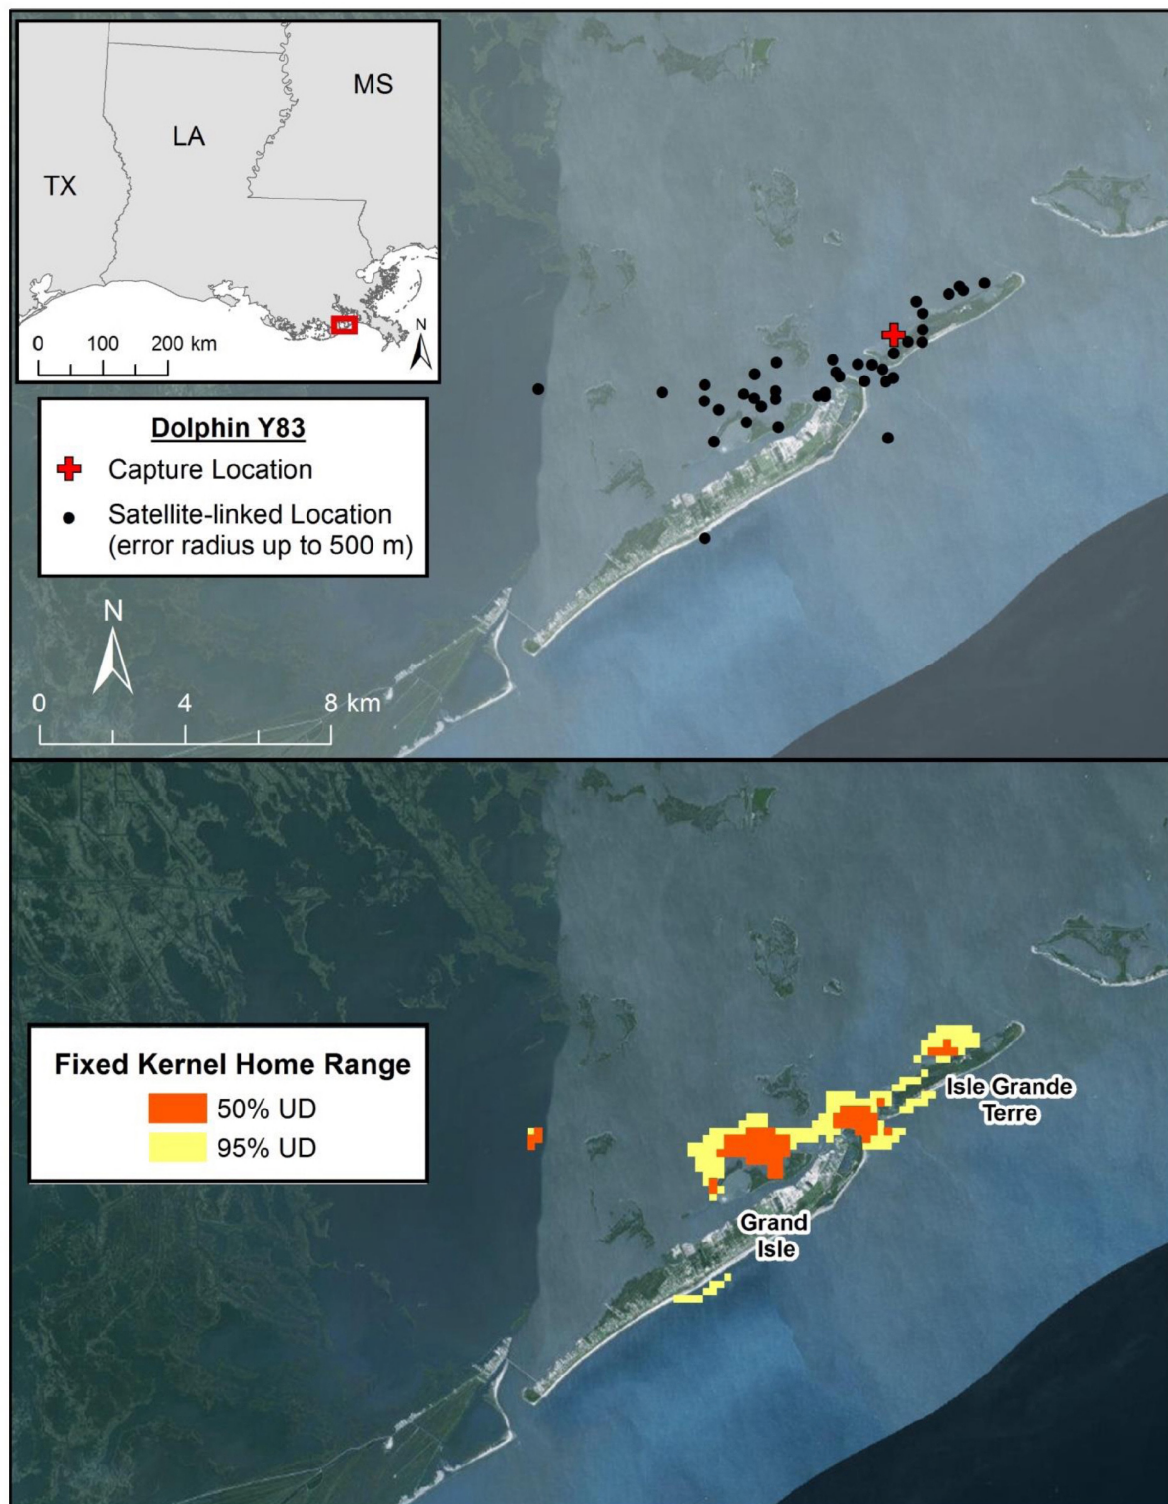 MS
LA
TX
N
0 100 200 km
Dolphin Y83
Capture Location
Satellite-linked Location
(error radius up to 500 m)
N
0 4 8 km
Fixed Kernel Home Range
50% UD
95% UD
Isle Grande
Terre
Grand
Isle